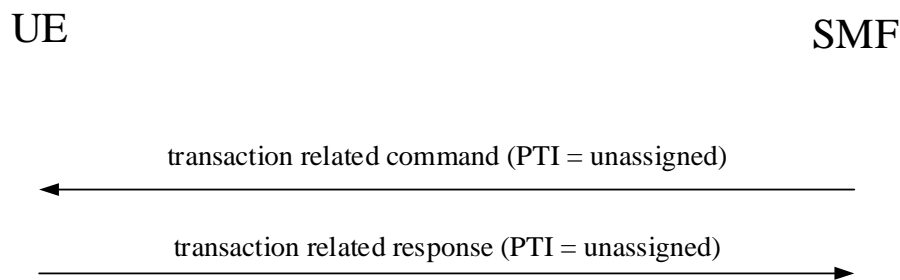 UE
SMF
transaction related command (PTI = unassigned)
transaction related response (PTI = unassigned)